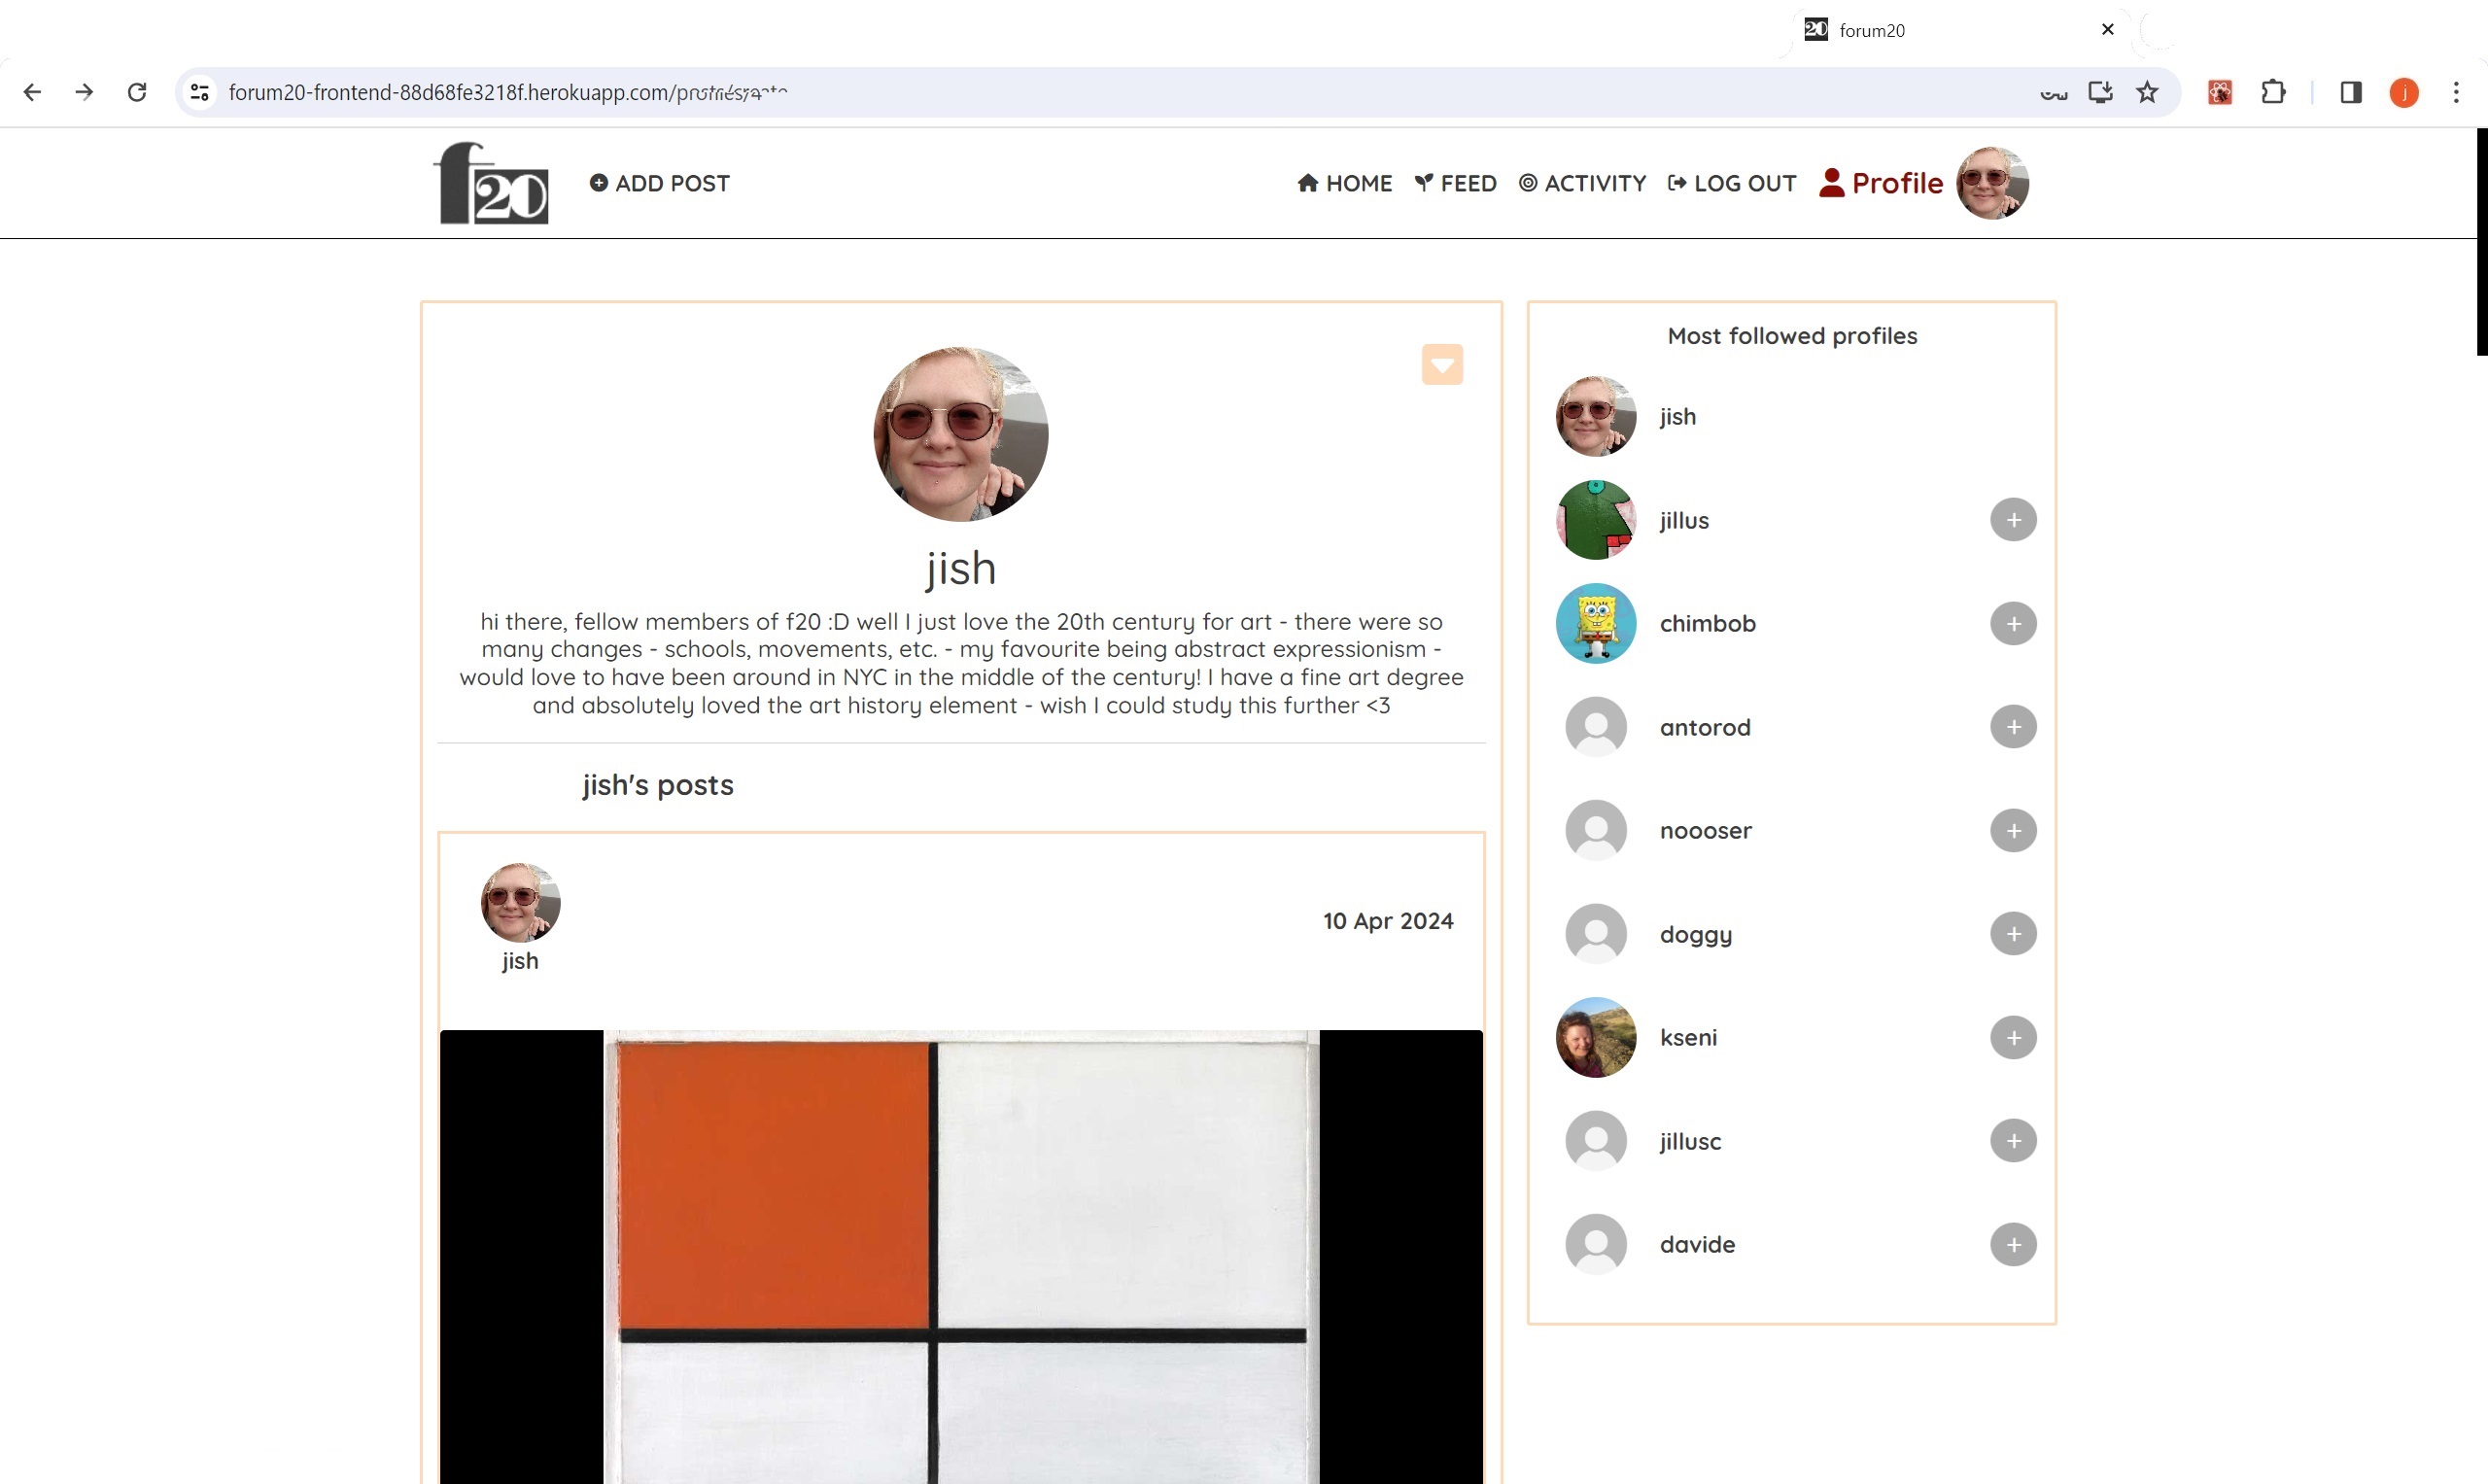 forum20
forum20-frontend-88d68fe3218f.herokuapp.com/
f20
ADD POST
HOME
FEED
ACTIVITY
LOG OUT
Profile
jish
hi there, fellow members of f20 :D well I just love the 20th century for art - there were so
many changes - schools, movements, etc. - my favourite being abstract expressionism -
would love to have been around in NYC in the middle of the century! I have a fine art degree
and absolutely loved the art history element - wish I could study this further <3
jish's posts
jish
10 Apr 2024
Most followed profiles
jish
jillus
chimbob
antorod
noooser
doggy
kseni
jillusc
davide